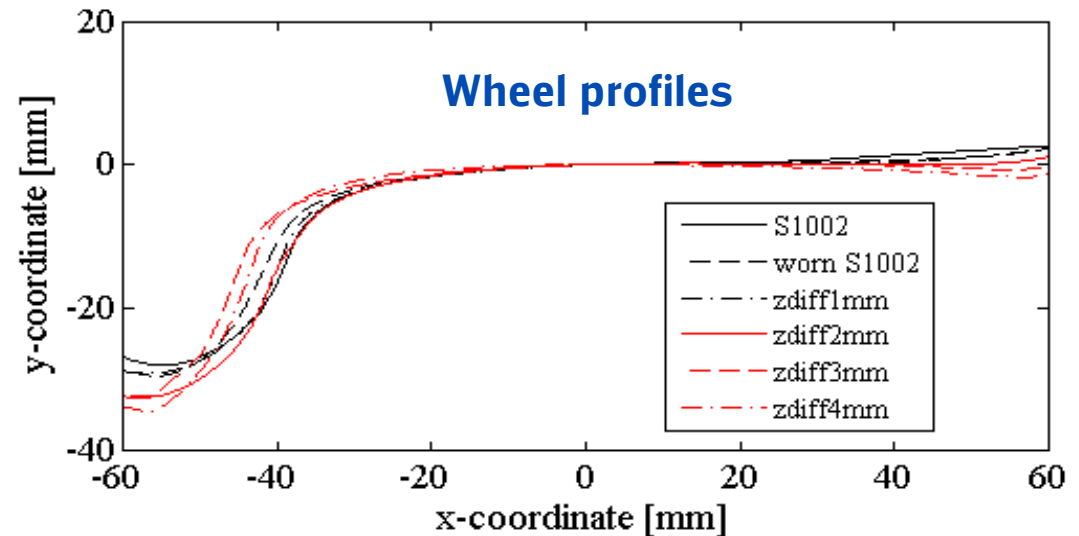 Wheel profiles
20
0
-20
-40
y-coordinate [mm]
S1002
worn S1002
zdiff1mm
zdiff2mm
zdiff3mm
zdiff4mm
-60
-40
-20
0
20
40
60
x-coordinate [mm]